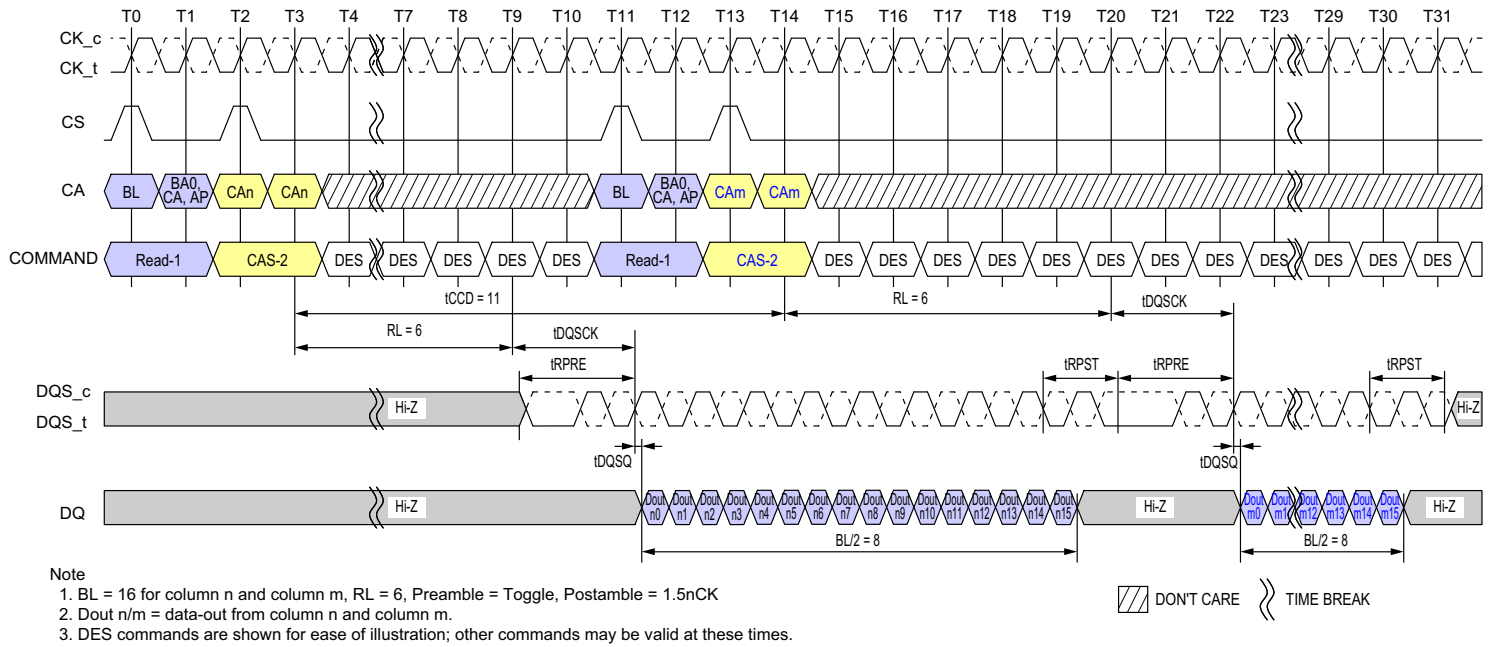 T0 T1 T2 T3 T4 T7 T8 T9 T10 T11 T12 T13 T14 T15 T16 T17 T18 T19 T20 T21 T22 T23 T29 T30 T31
CK_c
CK_t
CS
CA BL BA0, CA, AP CAn CAn BL BA0, CA, AP CAm CAm
COMMAND Read-1 CAS-2 DES DES DES DES DES Read-1 CAS-2 DES DES DES DES DES DES DES DES DES DES DES DES
tCCD = 11 RL = 6 tDQSCK
RL = 6 tDQSCK
tRPRE tRPST tRPRE tRPST
DQS_c
DQS_t
Hi-Z Hi-Z
tDQSQ tDQSQ
DQ Hi-Z Dout n0 Dout n1 Dout n2 Dout n3 Dout n4 Dout n5 Dout n6 Dout n7 Dout n8 Dout n9 Dout n10 Dout n11 Dout n12 Dout n13 Dout n14 Dout n15 Hi-Z Dout m0 Dout m1 Dout m12 Dout m13 Dout m14 Dout m15 Hi-Z
BL/2 = 8 BL/2 = 8
Note
1. BL = 16 for column n and column m, RL = 6, Preamble = Toggle, Postamble = 1.5nCK
2. Dout n/m = data-out from column n and column m.
3. DES commands are shown for ease of illustration; other commands may be valid at these times.
DON'T CARE TIME BREAK